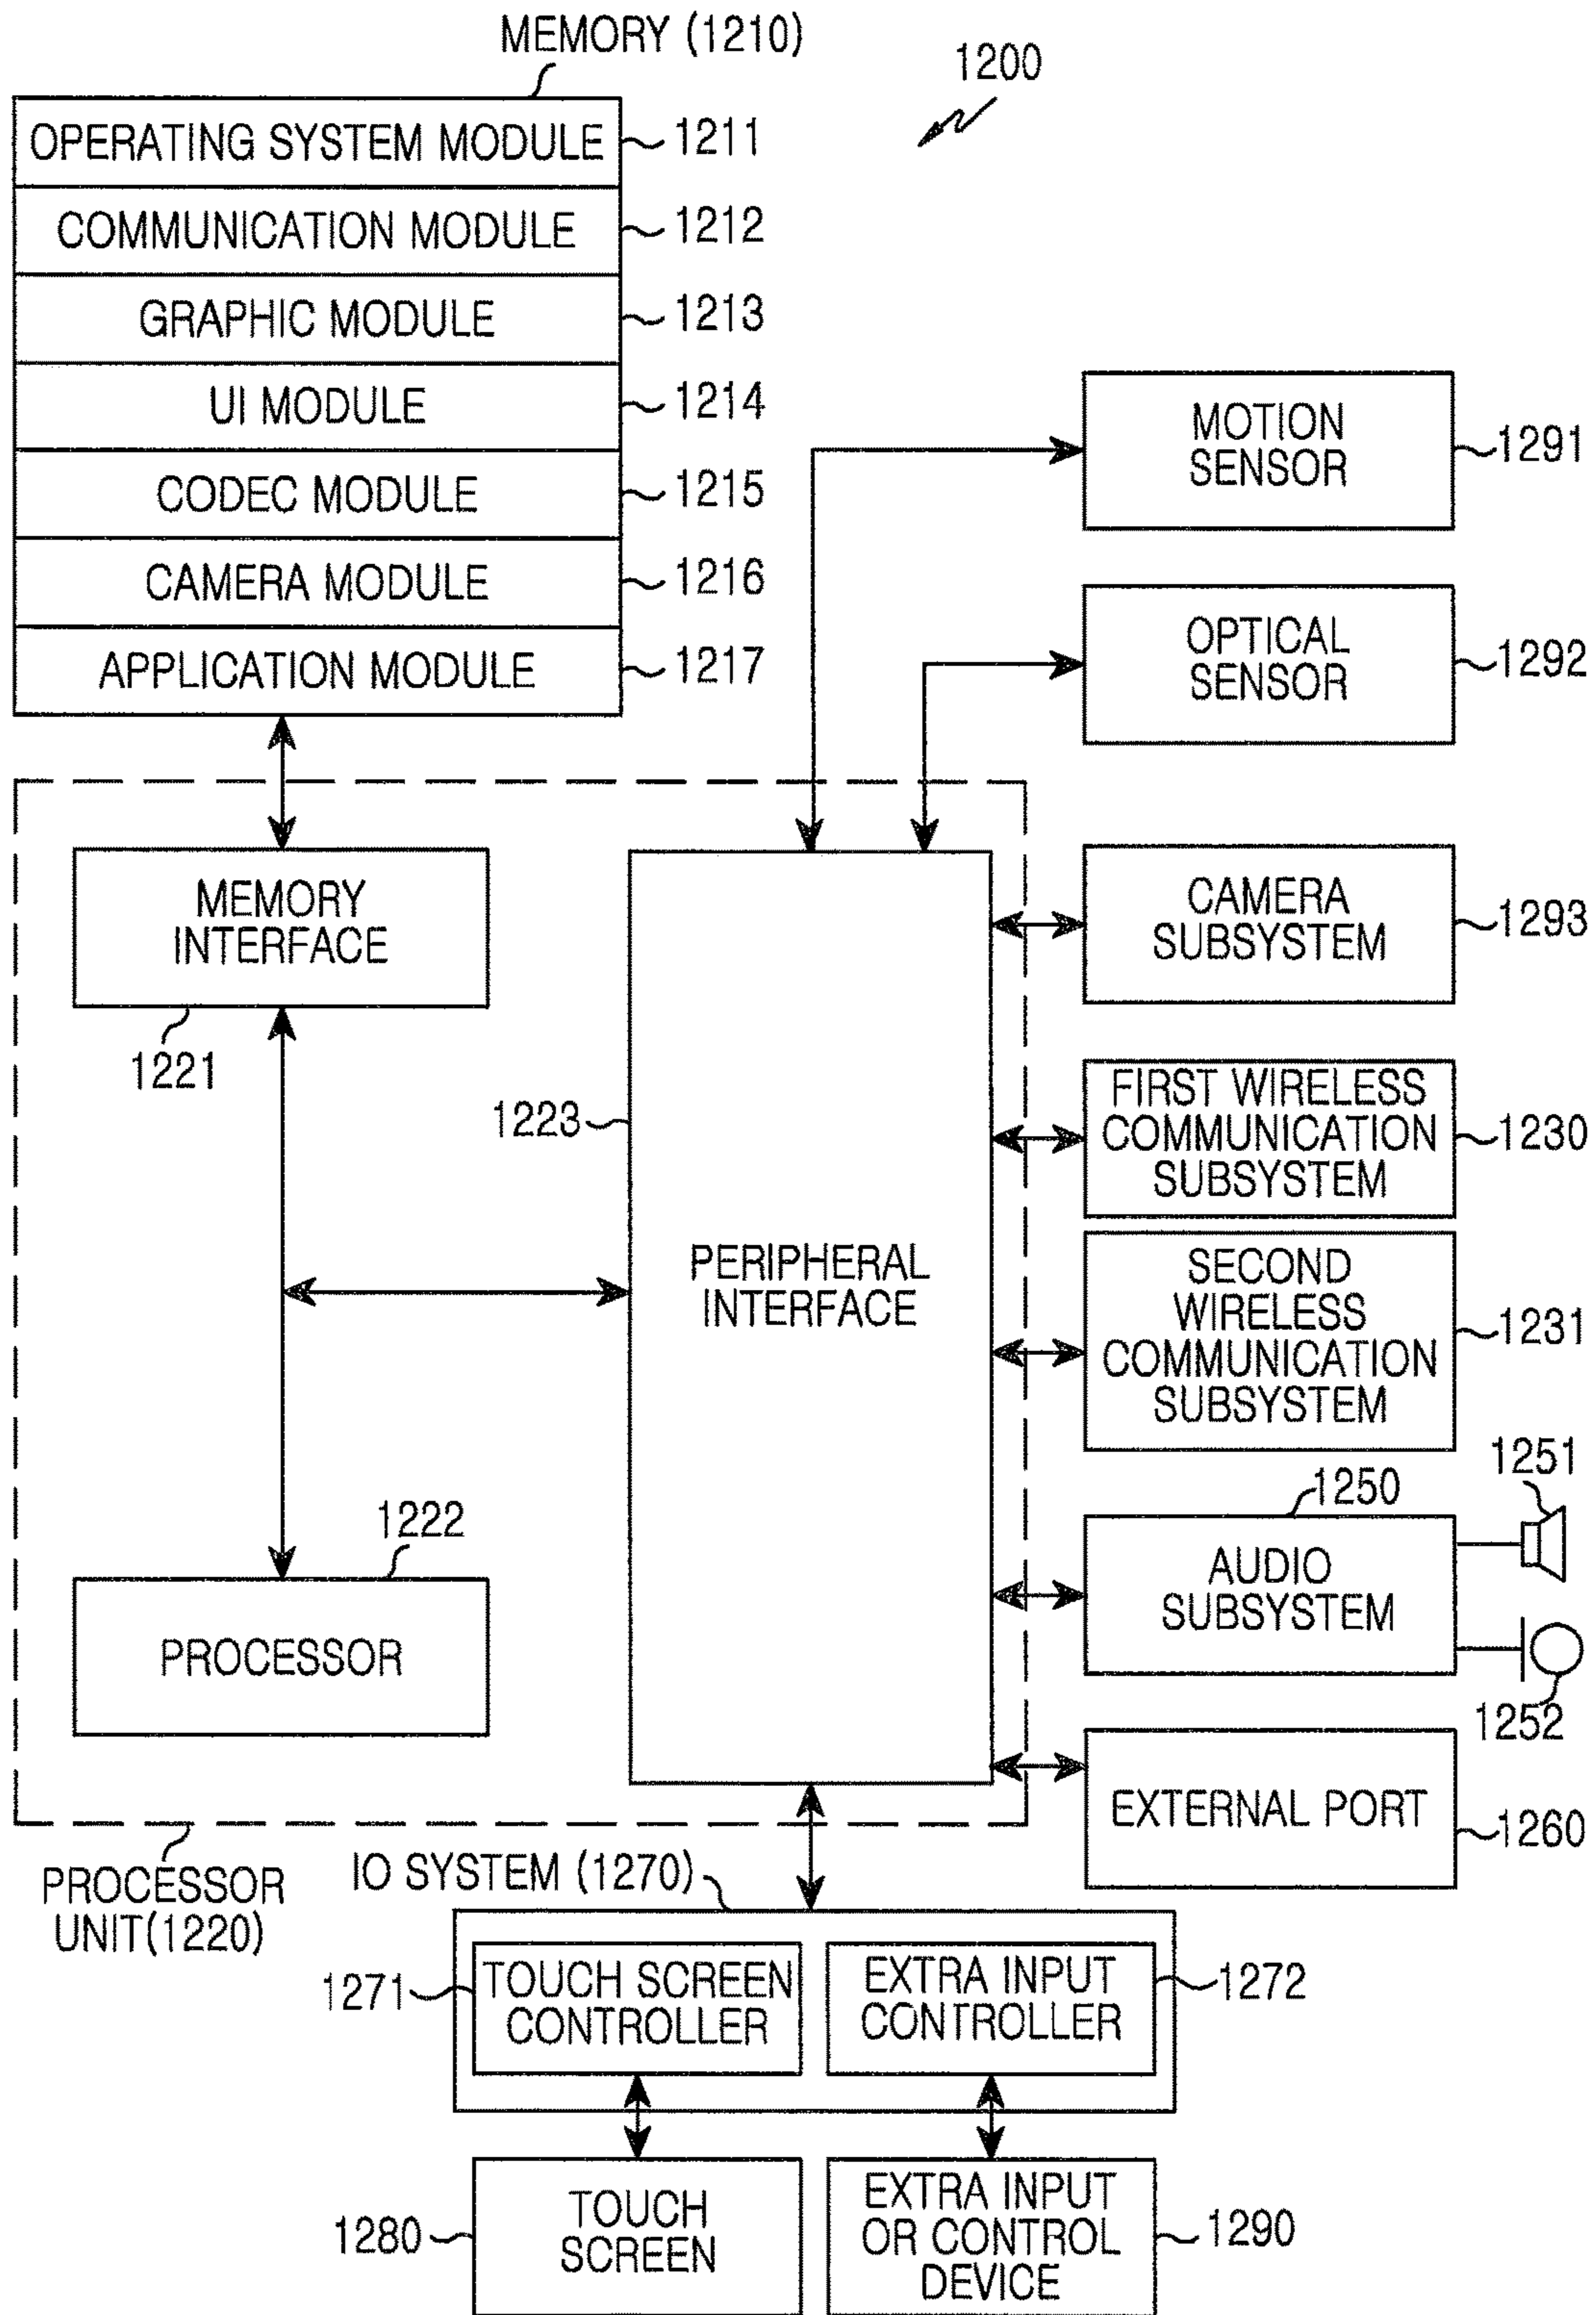 MEMORY (1210)
1200
OPERATING SYSTEM MODULE
1211
COMMUNICATION MODULE
1212
GRAPHIC MODULE
1213
UI MODULE
1214
CODEC MODULE
1215
CAMERA MODULE
1216
APPLICATION MODULE
1217
MOTION
SENSOR
1291
OPTICAL
SENSOR
1292
MEMORY
INTERFACE
1221
CAMERA
SUBSYSTEM
1293
1223
FIRST WIRELESS
COMMUNICATION
SUBSYSTEM
1230
PERIPHERAL
INTERFACE
SECOND
WIRELESS
COMMUNICATION
SUBSYSTEM
1231
1222
PROCESSOR
1250
1251
AUDIO
SUBSYSTEM
1252
EXTERNAL PORT
1260
PROCESSOR
UNIT(1220)
IO SYSTEM (1270)
1271
TOUCH SCREEN
CONTROLLER
EXTRA INPUT
CONTROLLER
1272
1280
TOUCH
SCREEN
EXTRA INPUT
OR CONTROL
DEVICE
1290